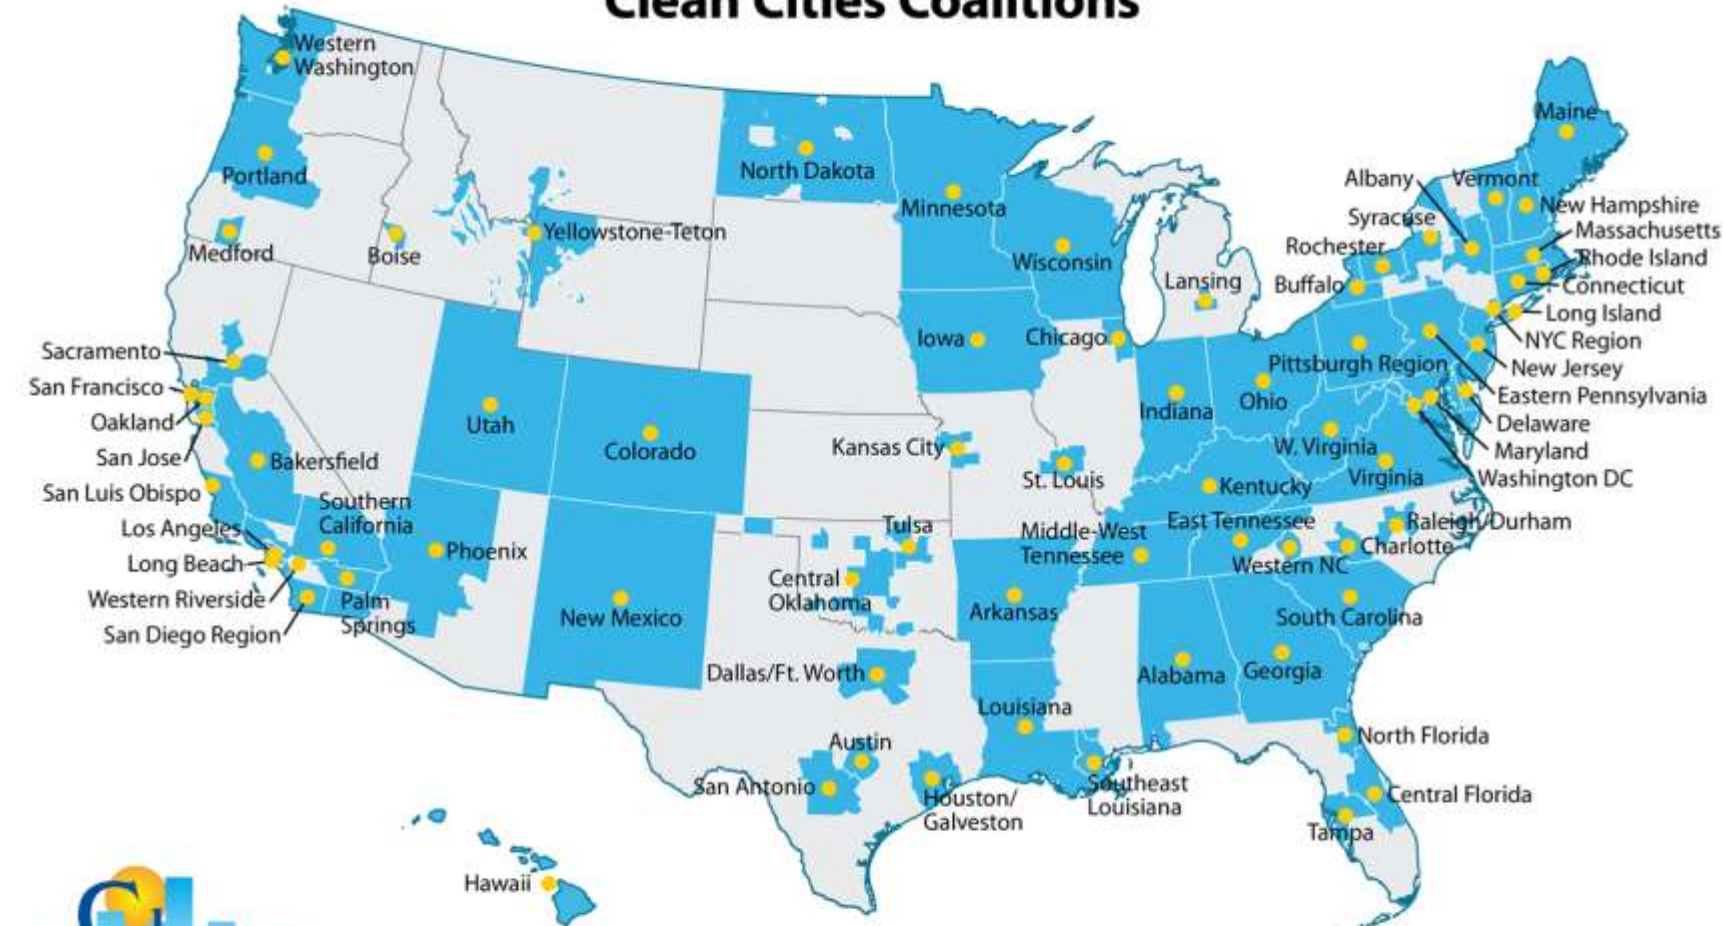 Clean Cities Coalitions
Western
Washington
Portland
Medford
Boise
Yellowstone-Teton
North Dakota
Minnesota
Wisconsin
Lansing
Iowa
Chicago
Maine
Albany
Vermont
Syracuse
New Hampshire
Rochester
Massachusetts
Rhode Island
Buffalo
Connecticut
Long Island
NYC Region
Pittsburgh Region
New Jersey
Eastern Pennsylvania
Delaware
Maryland
Washington DC
Sacramento
San Francisco
Oakland
San Jose
San Luis Obispo
Los Angeles
Long Beach
Western Riverside
San Diego Region
Bakersfield
Southern
California
Palm
Springs
Phoenix
Utah
Colorado
New Mexico
Kansas City
St. Louis
Indiana
Ohio
W. Virginia
Virginia
Kentucky
Tulsa
Central
Oklahoma
Middle-West
Tennessee
East Tennessee
Raleigh/Durham
Charlotte
Western NC
South Carolina
Arkansas
Alabama
Georgia
Dallas/Ft. Worth
Louisiana
Austin
San Antonio
Houston/
Galveston
Southeast
Louisiana
North Florida
Central Florida
Tampa
Hawaii